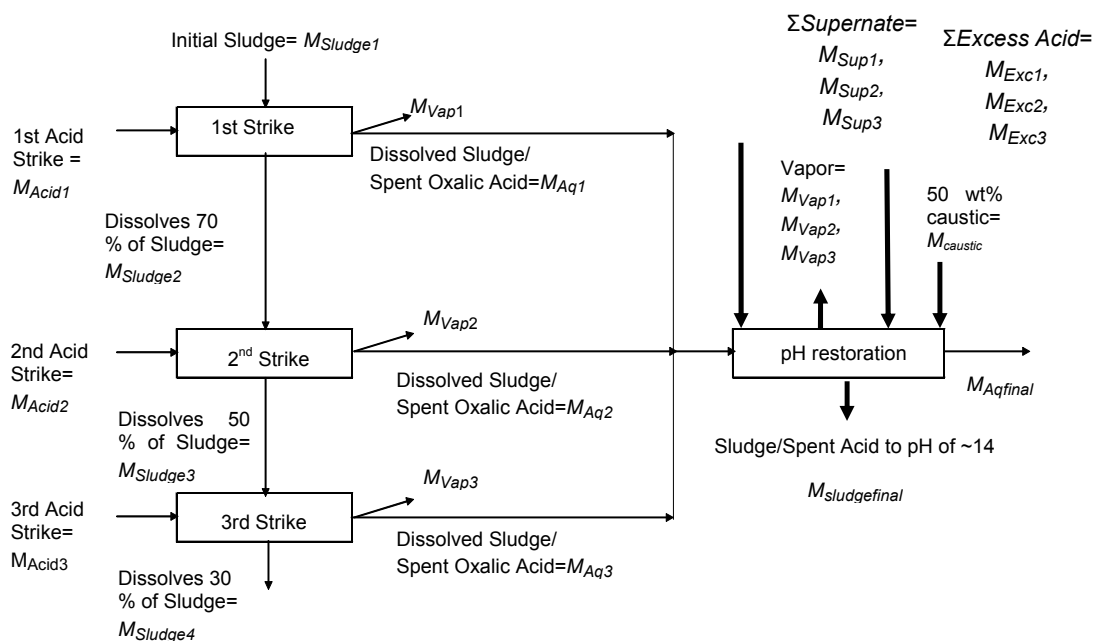 Initial Sludge= M_Sludge1
1st Strike
M_Vap1
1st Acid
Strike =
M_Acid1
Dissolved Sludge/
Spent Oxalic Acid=M_Aq1
Dissolves 70
% of Sludge=
M_Sludge2
2nd Strike
M_Vap2
2nd Acid
Strike=
M_Acid2
Dissolved Sludge/
Spent Oxalic Acid=M_Aq2
Dissolves 50
% of Sludge=
M_Sludge3
3rd Strike
M_Vap3
3rd Acid
Strike=
M_Acid3
Dissolved Sludge/
Spent Oxalic Acid=M_Aq3
Dissolves 30
% of Sludge=
M_Sludge4
ΣSupernate=
M_Sup1,
M_Sup2,
M_Sup3
ΣExcess Acid=
M_Exc1,
M_Exc2,
M_Exc3
Vapor=
M_Vap1,
M_Vap2,
M_Vap3
50 wt%
caustic=
M_caustic
pH restoration
M_Aqfinal
Sludge/Spent Acid to pH of ~14
M_sludgefinal